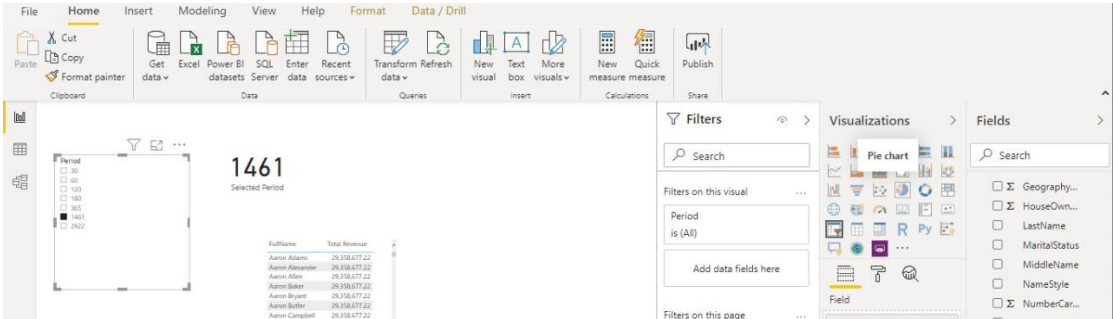 File Home Insert Modeling View Help Format Data / Drill
Paste
Cut
Copy
Format painter
Clipboard
Get data
Excel
Power BI datasets
SQL Server
Enter data
Recent sources
Data
Transform data
Refresh
Queries
New visual
Text box
More visuals
Insert
New measure
Quick measure
Calculations
Publish
Share
Period
30
60
120
180
365
1461
2922
1461
Selected Period
FullName Total Revenue
Aaron Adams 29,358,677.22
Aaron Alexander 29,358,677.22
Aaron Allen 29,358,677.22
Aaron Baker 29,358,677.22
Aaron Bryant 29,358,677.22
Aaron Butler 29,358,677.22
Aaron Campbell 29,358,677.22
Filters
Search
Filters on this visual
Period
is (All)
Add data fields here
Filters on this page
Visualizations
Pie chart
R Py
Field
Fields
Search
Σ Geography...
Σ HouseOwn...
LastName
MaritalStatus
MiddleName
NameStyle
Σ NumberCar...